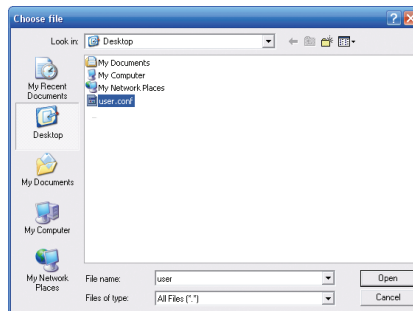 Choose file
Look in:
Desktop
My Recent
Documents
Desktop
My Documents
My Computer
My Network
Places
My Documents
My Computer
My Network Places
user.conf
File name:
user
Open
Files of type:
All Files (*.*)
Cancel